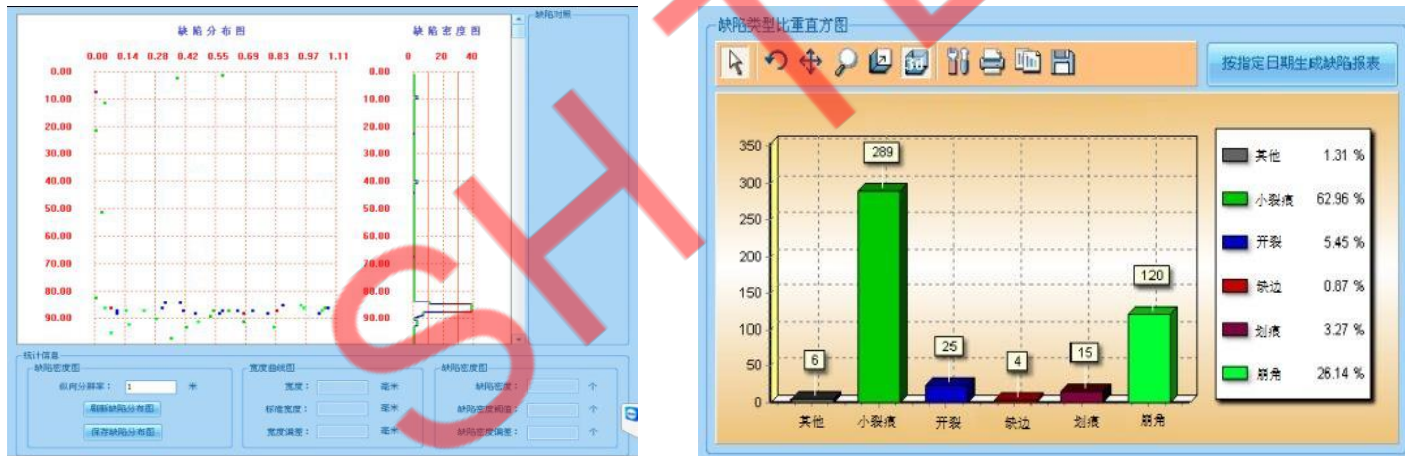 缺陷分布图
缺陷密度图
缺陷对照
0.00 0.14 0.28 0.42 0.55 0.69 0.83 0.97 1.11
0 20 40
0.00
10.00
20.00
30.00
40.00
50.00
60.00
70.00
80.00
90.00
0.00
10.00
20.00
30.00
40.00
50.00
60.00
70.00
80.00
90.00
统计信息
缺陷密度图
纵向分辨率： 1 米
刷新缺陷分布图
保存缺陷分布图
宽度曲线图
宽度： 毫米
标准宽度： 毫米
宽度偏差： 毫米
缺陷密度图
缺陷密度： 个
缺陷密度阈值： 个
缺陷密度偏差： 个
缺陷类型比重直方图
按指定日期生成缺陷报表
350
300
250
200
150
100
50
0
6
289
25
4
15
120
其他 小裂痕 开裂 缺边 划痕 崩角
其他 1.31 %
小裂痕 62.96 %
开裂 5.45 %
缺边 0.87 %
划痕 3.27 %
崩角 26.14 %